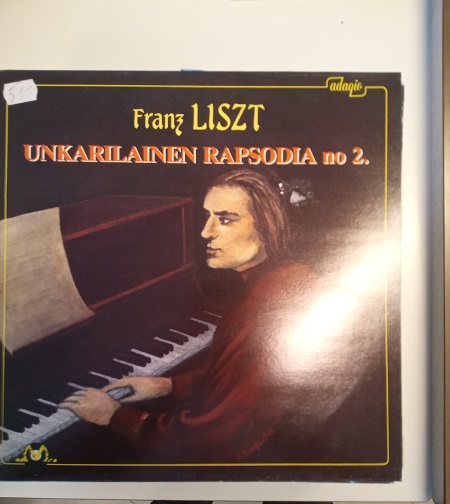 adagio
Franz LISZT
UNKARILAINEN RAPSODIA no 2.